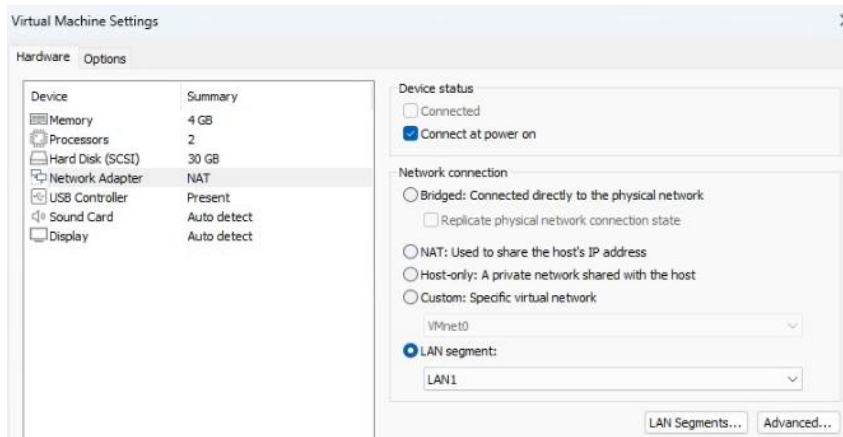 Virtual Machine Settings
Hardware Options
Device Summary
Memory 4 GB
Processors 2
Hard Disk (SCSI) 30 GB
Network Adapter NAT
USB Controller Present
Sound Card Auto detect
Display Auto detect
Device status
Connected
Connect at power on
Network connection
Bridged: Connected directly to the physical network
Replicate physical network connection state
NAT: Used to share the host's IP address
Host-only: A private network shared with the host
Custom: Specific virtual network
VMnet0
LAN segment:
LAN1
LAN Segments... Advanced...